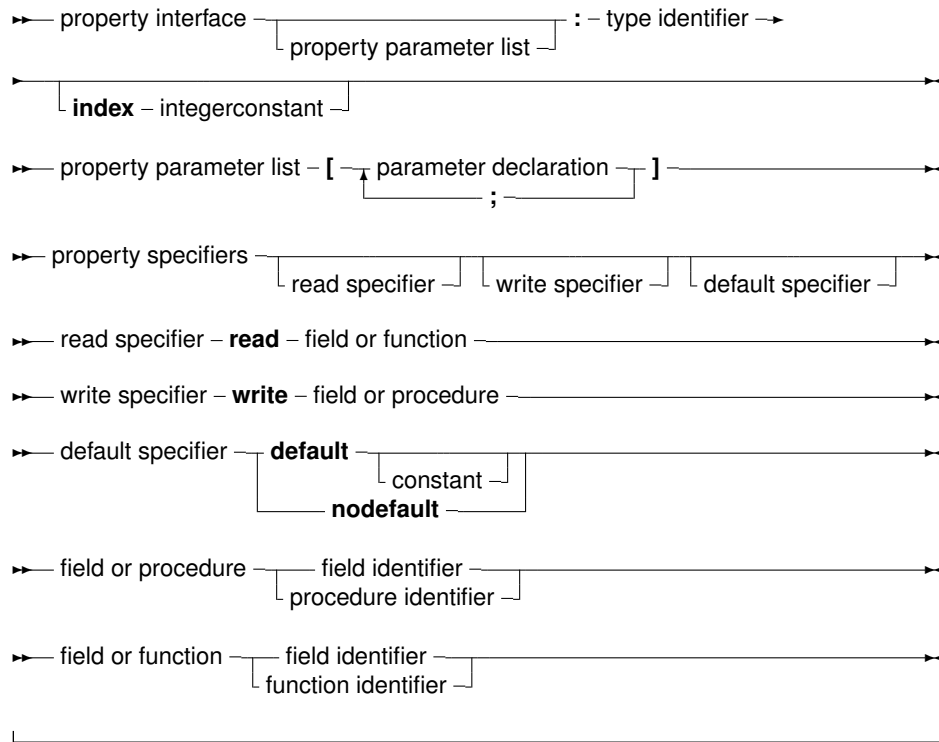 property interface : type identifier
property parameter list
index integerconstant
property parameter list [ parameter declaration ]
;
property specifiers
read specifier write specifier default specifier
read specifier read field or function
write specifier write field or procedure
default specifier default
constant
nodefault
field or procedure field identifier
procedure identifier
field or function field identifier
function identifier